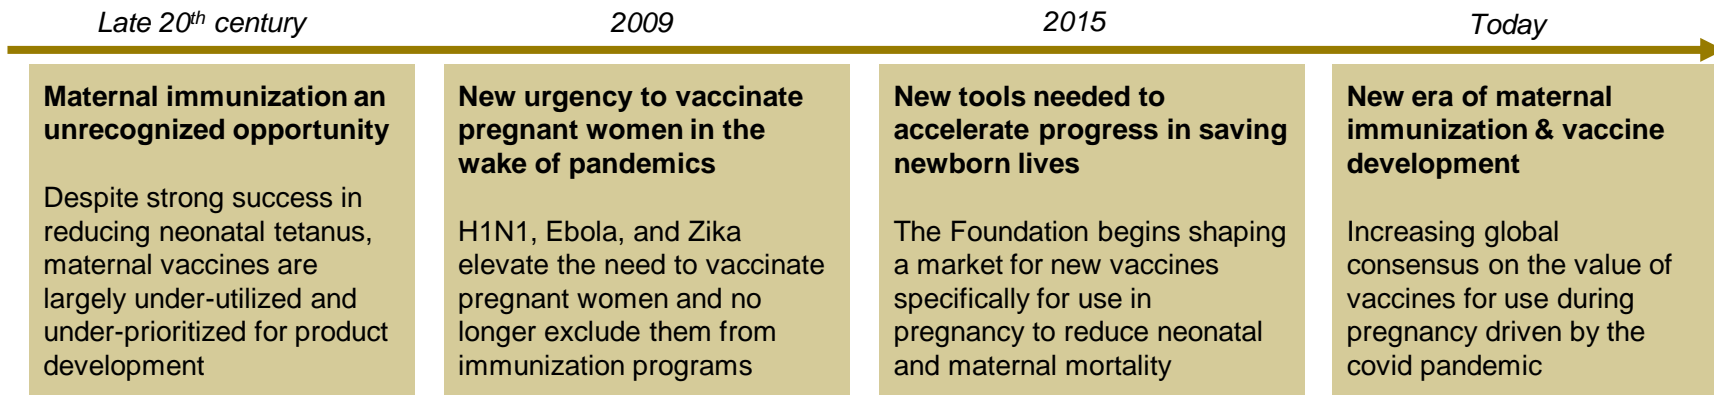 Late 20th century
2009
2015
Today
Maternal immunization an
unrecognized opportunity
Despite strong success in
reducing neonatal tetanus,
maternal vaccines are
largely under-utilized and
under-prioritized for product
development
New urgency to vaccinate
pregnant women in the
wake of pandemics
H1N1, Ebola, and Zika
elevate the need to vaccinate
pregnant women and no
longer exclude them from
immunization programs
New tools needed to
accelerate progress in saving
newborn lives
The Foundation begins shaping
a market for new vaccines
specifically for use in
pregnancy to reduce neonatal
and maternal mortality
New era of maternal
immunization & vaccine
development
Increasing global
consensus on the value of
vaccines for use during
pregnancy driven by the
covid pandemic